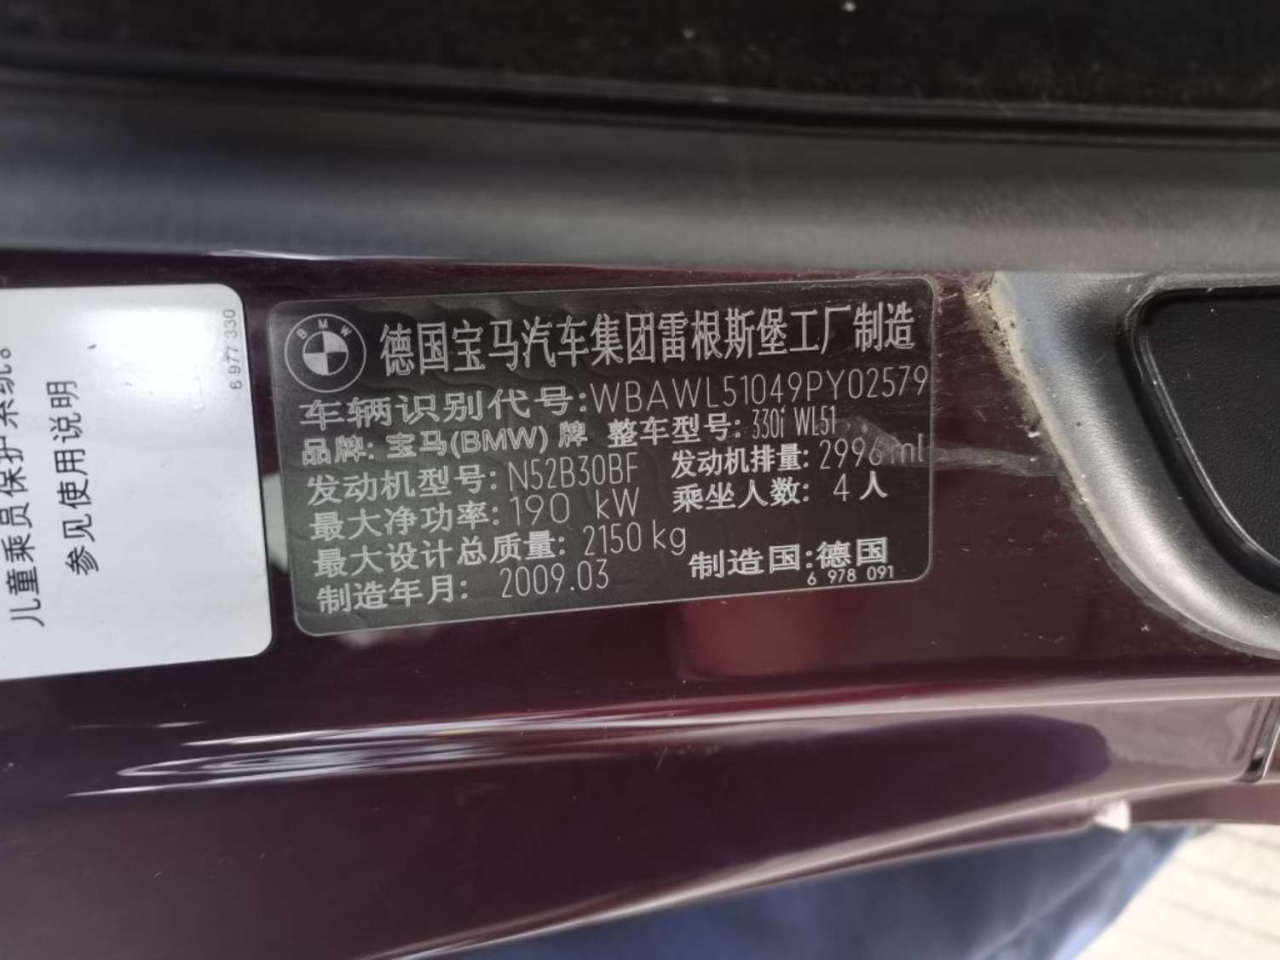 儿童乘员保护系统。
参见使用说明
6 977 330
BMW
德国宝马汽车集团雷根斯堡工厂制造
车辆识别代号:WBAWL51049PY02579
品牌: 宝马(BMW) 牌 整车型号: 330i WL51
发动机型号: N52B30BF 发动机排量: 2996ml
最大净功率: 190 kW 乘坐人数: 4人
最大设计总质量: 2150 kg
制造年月: 2009.03 制造国:德国
6 978 091